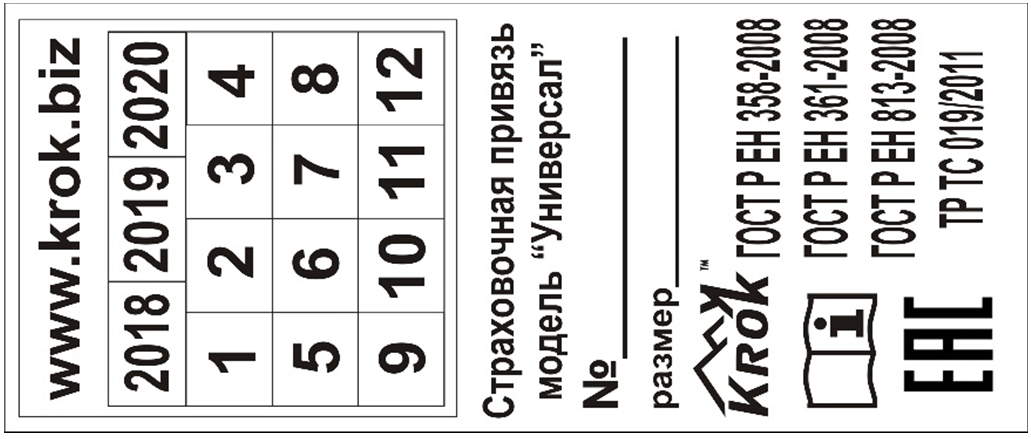 www.krok.biz
2018 2019 2020
1 2 3 4
5 6 7 8
9 10 11 12
Страховочная привязь
модель “Универсал”
№
размер
Krok™
ГОСТ Р ЕН 358-2008
ГОСТ Р ЕН 361-2008
ГОСТ Р ЕН 813-2008
ТР ТС 019/2011
i
EAC